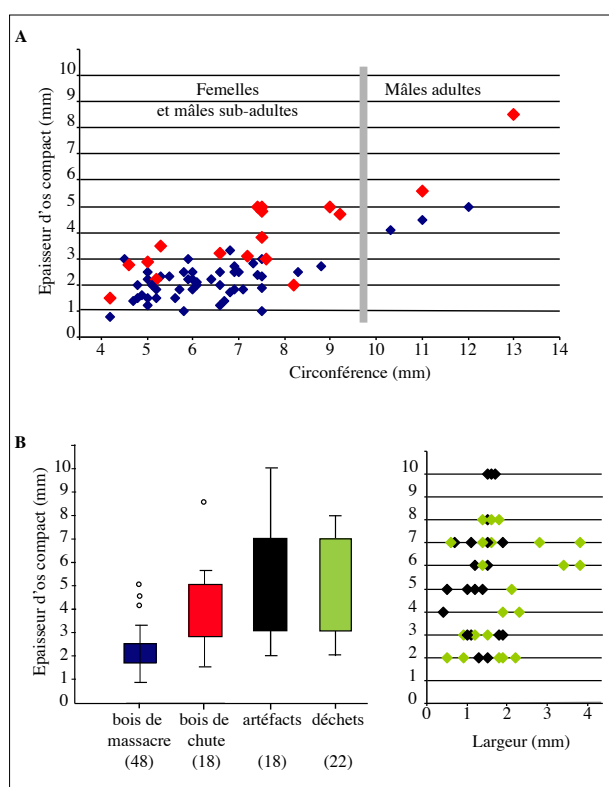 A
Epaisseur d'os compact (mm)
10
9
8
7
6
5
4
3
2
1
Femelles
et mâles sub-adultes
Mâles adultes
4 5 6 7 8 9 10 11 12 13 14
Circonférence (mm)
B
Epaisseur d'os compact (mm)
10
9
8
7
6
5
4
3
2
1
0
bois de massacre
(48)
bois de chute
(18)
artéfacts
(18)
déchets
(22)
10
9
8
7
6
5
4
3
2
1
0 1 2 4
Largeur (mm)